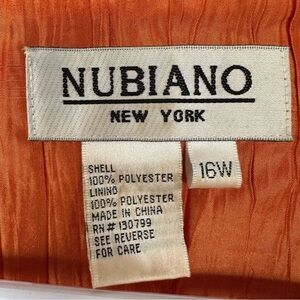 NUBIANO
NEW YORK
16W
SHELL
100% POLYESTER
LINING
100% POLYESTER
MADE IN CHINA
RN# 130799
SEE REVERSE
FOR CARE